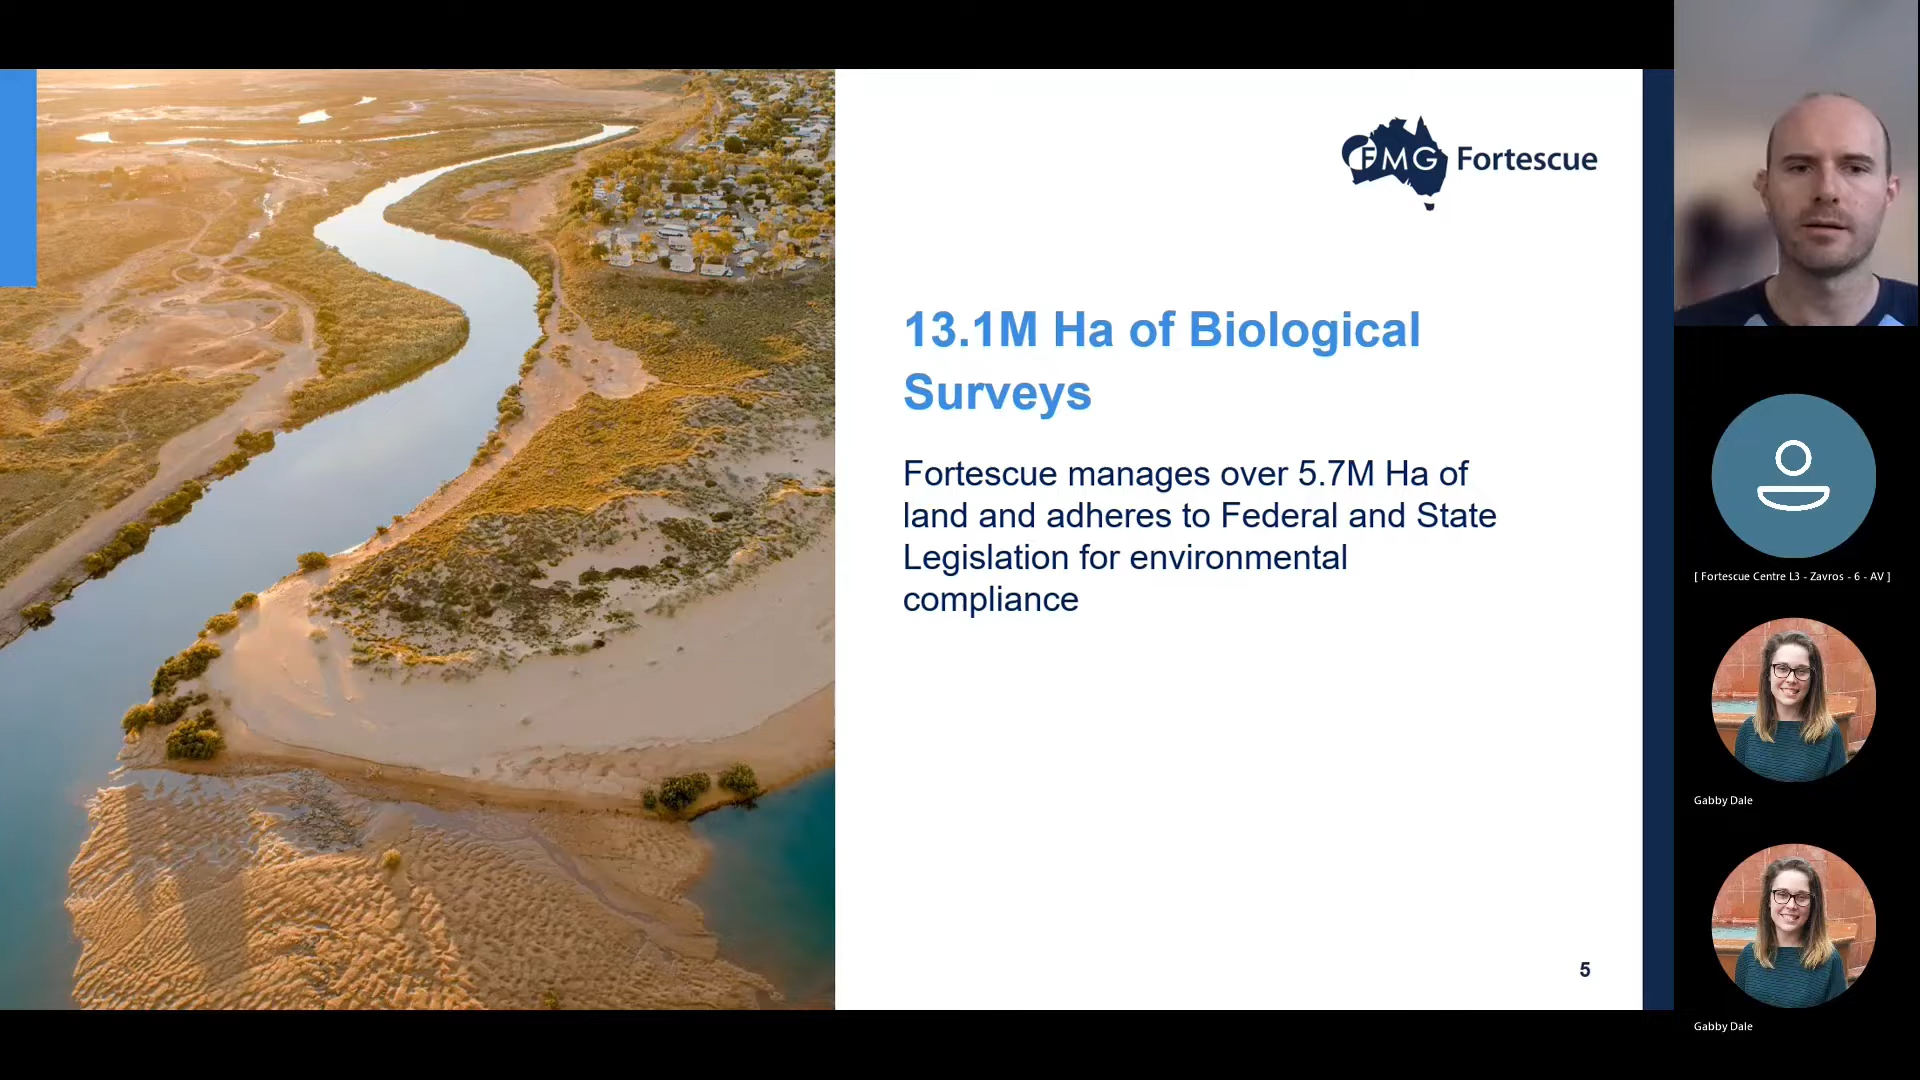 FMG Fortescue
13.1M Ha of Biological
Surveys
Fortescue manages over 5.7M Ha of
land and adheres to Federal and State
Legislation for environmental
compliance
5
[ Fortescue Centre L3 - Zavros - 6 - AV ]
Gabby Dale
Gabby Dale